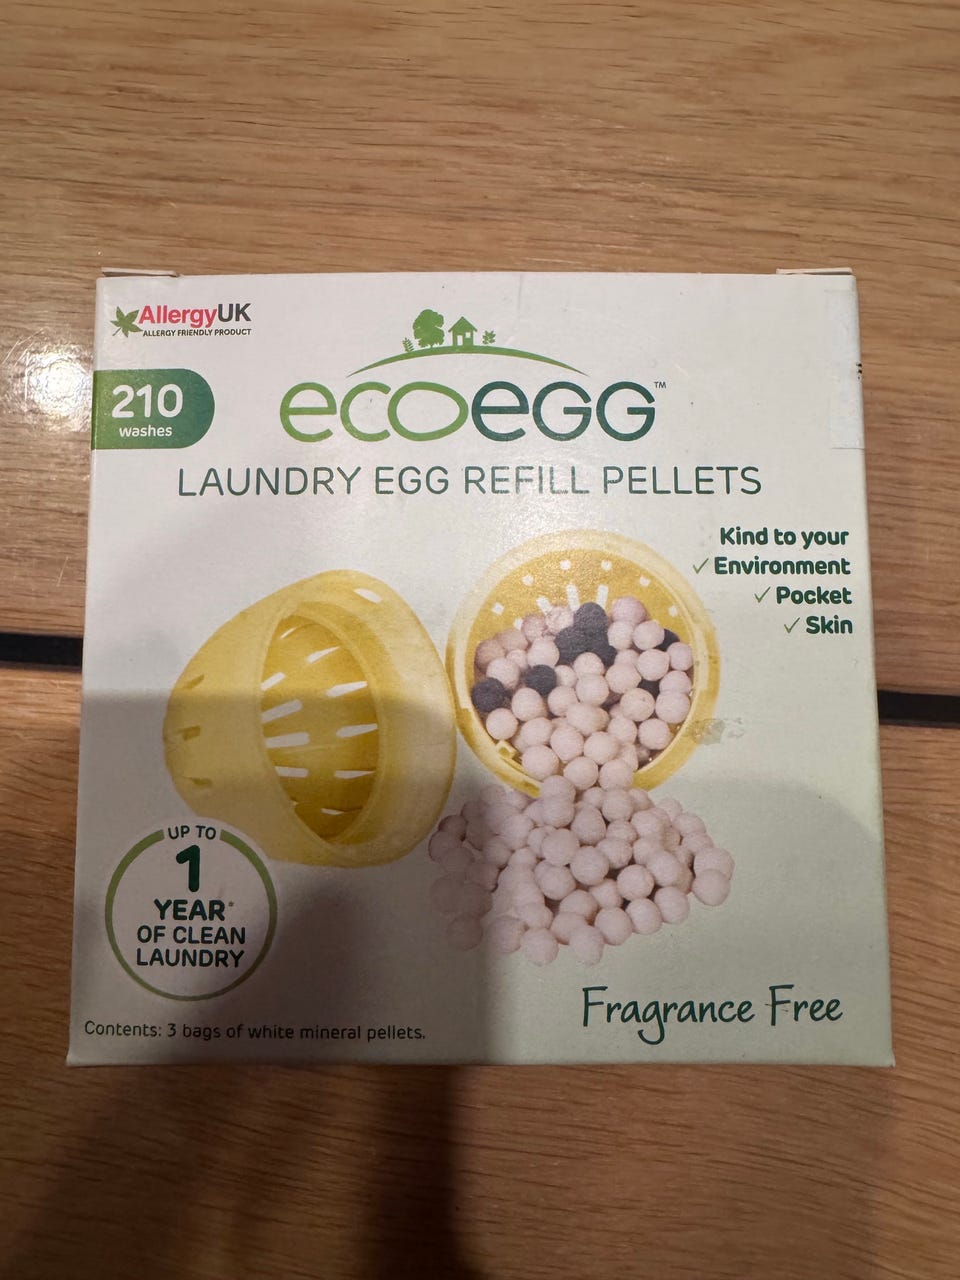 AllergyUK
ALLERGY FRIENDLY PRODUCT
210
washes
ecoegg™
LAUNDRY EGG REFILL PELLETS
Kind to your
✓ Environment
✓ Pocket
✓ Skin
UP TO
1
YEAR*
OF CLEAN
LAUNDRY
Contents: 3 bags of white mineral pellets.
Fragrance Free